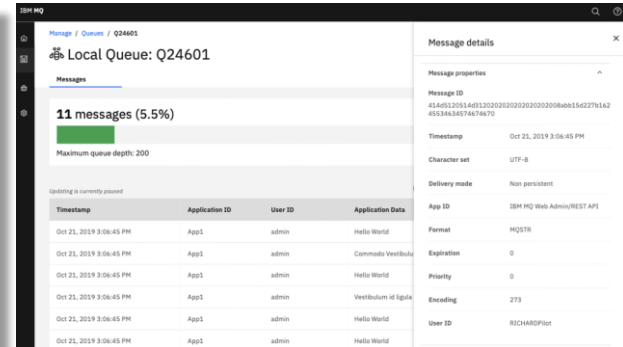 IBM MQ
Manage / Queues / Q24601
Local Queue: Q24601
Messages
11 messages (5.5%)
Maximum queue depth: 200
Updating is currently paused
Timestamp Application ID User ID Application Data
Oct 21, 2019 3:06:45 PM App1 admin Hello World
Oct 21, 2019 3:06:45 PM App1 admin Commodo Vestibulu
Oct 21, 2019 3:06:45 PM App1 admin Hello World
Oct 21, 2019 3:06:45 PM App1 admin Vestibulum id ligula
Oct 21, 2019 3:06:45 PM App1 admin Hello World
Oct 21, 2019 3:06:45 PM App1 admin Hello World
Message details
Message properties
Message ID
Timestamp Oct 21, 2019 3:06:45 PM
Character set UTF-8
Delivery mode Non persistent
App ID IBM MQ Web Admin/REST API
Format MQSTR
Expiration 0
Priority 0
Encoding 273
User ID RICHARDPilot